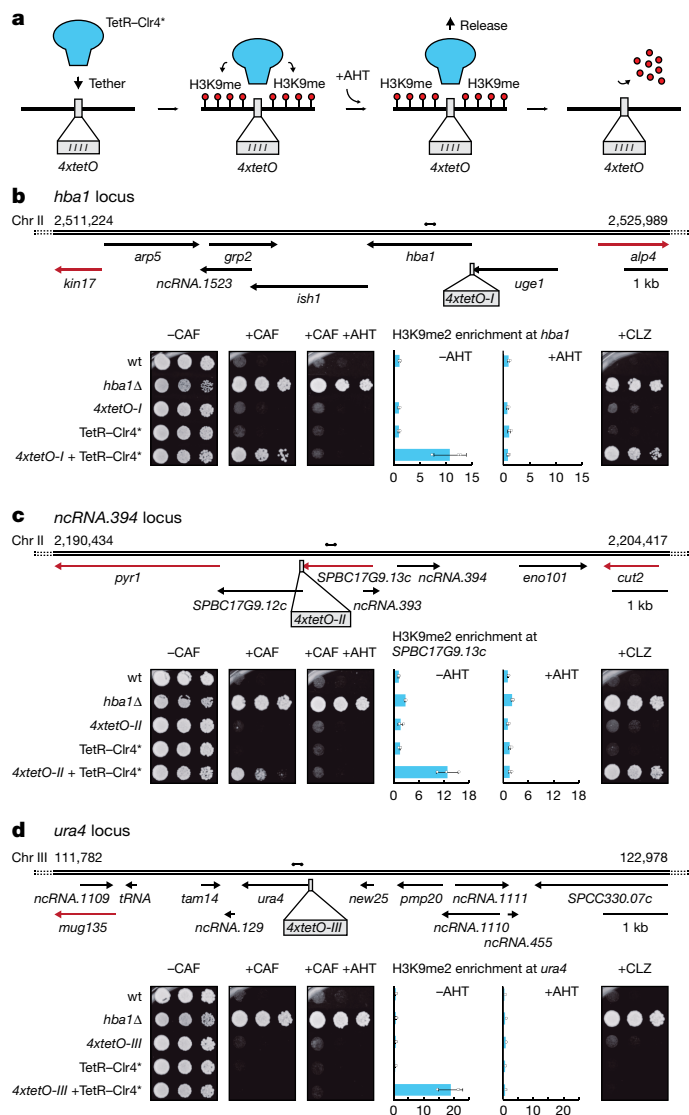 a
TetR–Clr4*
Tether
4xtetO
H3K9me H3K9me
4xtetO
+AHT
Release
H3K9me H3K9me
4xtetO
4xtetO
b hba1 locus
Chr II 2,511,224 2,525,989
arp5 grp2 hba1 alp4
kin17 ncRNA.1523 ish1 4xtetO-I uge1 1 kb
–CAF +CAF +CAF +AHT H3K9me2 enrichment at hba1 +CLZ
–AHT +AHT
wt
hba1Δ
4xtetO-I
TetR–Clr4*
4xtetO-I + TetR–Clr4*
0 5 10 15 0 5 10 15
c ncRNA.394 locus
Chr II 2,190,434 2,204,417
pyr1 SPBC17G9.13c ncRNA.394 eno101 cut2
SPBC17G9.12c ncRNA.393 1 kb
4xtetO-II
–CAF +CAF +CAF +AHT H3K9me2 enrichment at SPBC17G9.13c +CLZ
–AHT +AHT
wt
hba1Δ
4xtetO-II
TetR–Clr4*
4xtetO-II + TetR–Clr4*
0 6 12 18 0 6 12 18
d ura4 locus
Chr III 111,782 122,978
ncRNA.1109 tRNA tam14 ura4 new25 pmp20 ncRNA.1111 SPCC330.07c
mug135 ncRNA.129 4xtetO-III ncRNA.1110 1 kb
ncRNA.455
–CAF +CAF +CAF +AHT H3K9me2 enrichment at ura4 +CLZ
–AHT +AHT
wt
hba1Δ
4xtetO-III
TetR–Clr4*
4xtetO-III +TetR–Clr4*
0 10 20 0 10 20